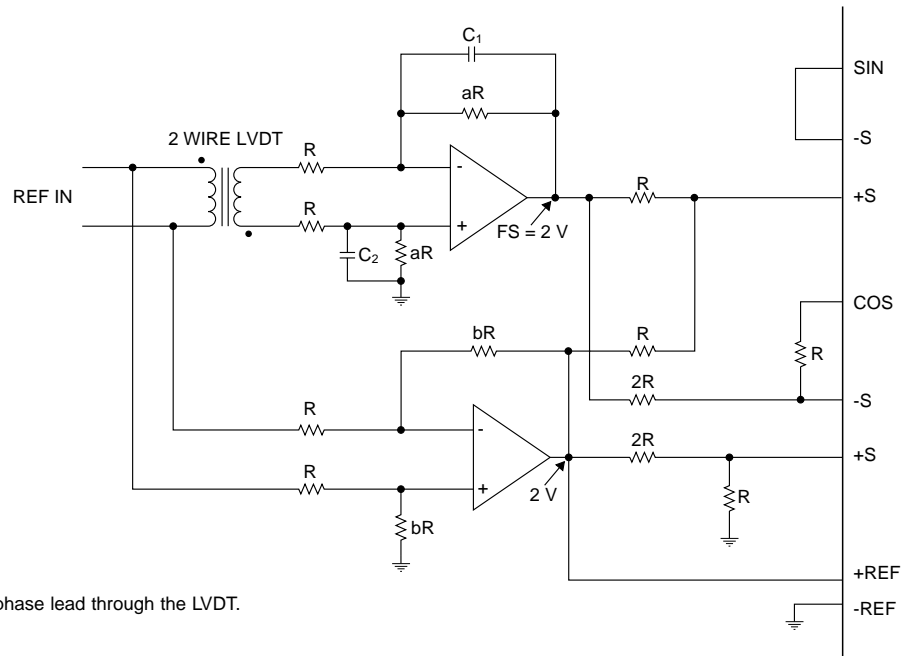 C1
aR
SIN
2 WIRE LVDT
R
-S
REF IN
-
R
+S
R
+
FS = 2 V
C2
aR
COS
bR
R
R
2R
-S
R
-
2R
+S
R
+
2 V
R
bR
+REF
phase lead through the LVDT.
-REF